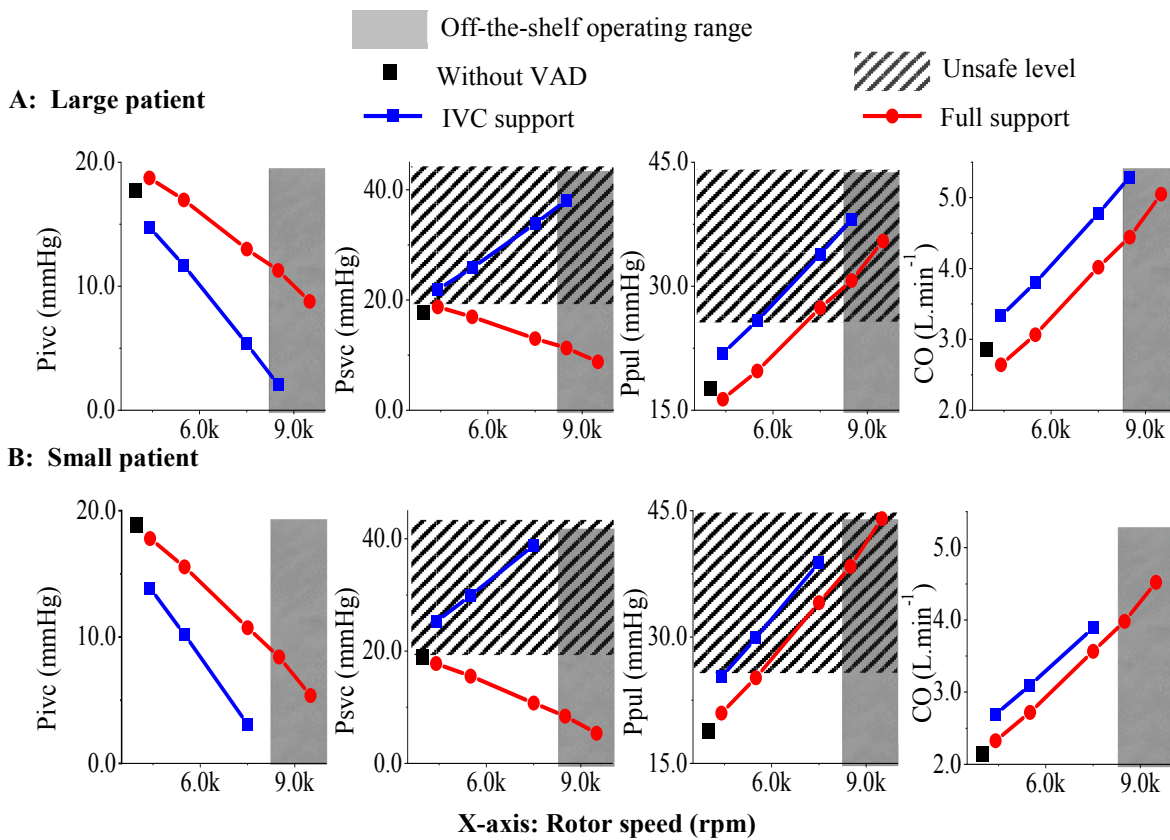 Off-the-shelf operating range
Without VAD
Unsafe level
A: Large patient
IVC support
Full support
20.0
10.0
0.0
Pivc (mmHg)
6.0k 9.0k
40.0
20.0
0.0
Psvc (mmHg)
6.0k 9.0k
45.0
30.0
15.0
Ppul (mmHg)
6.0k 9.0k
5.0
4.0
3.0
2.0
CO (L.min-1)
6.0k 9.0k
B: Small patient
20.0
10.0
0.0
Pivc (mmHg)
6.0k 9.0k
40.0
20.0
0.0
Psvc (mmHg)
6.0k 9.0k
45.0
30.0
15.0
Ppul (mmHg)
6.0k 9.0k
5.0
4.0
3.0
2.0
CO (L.min-1)
6.0k 9.0k
X-axis: Rotor speed (rpm)